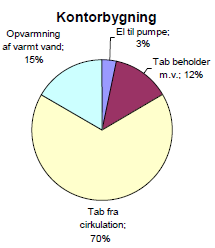 Kontorbygning
Opvarmning
af varmt vand;
15%
El til pumpe;
3%
Tab beholder
m.v.; 12%
Tab fra
cirkulation;
70%